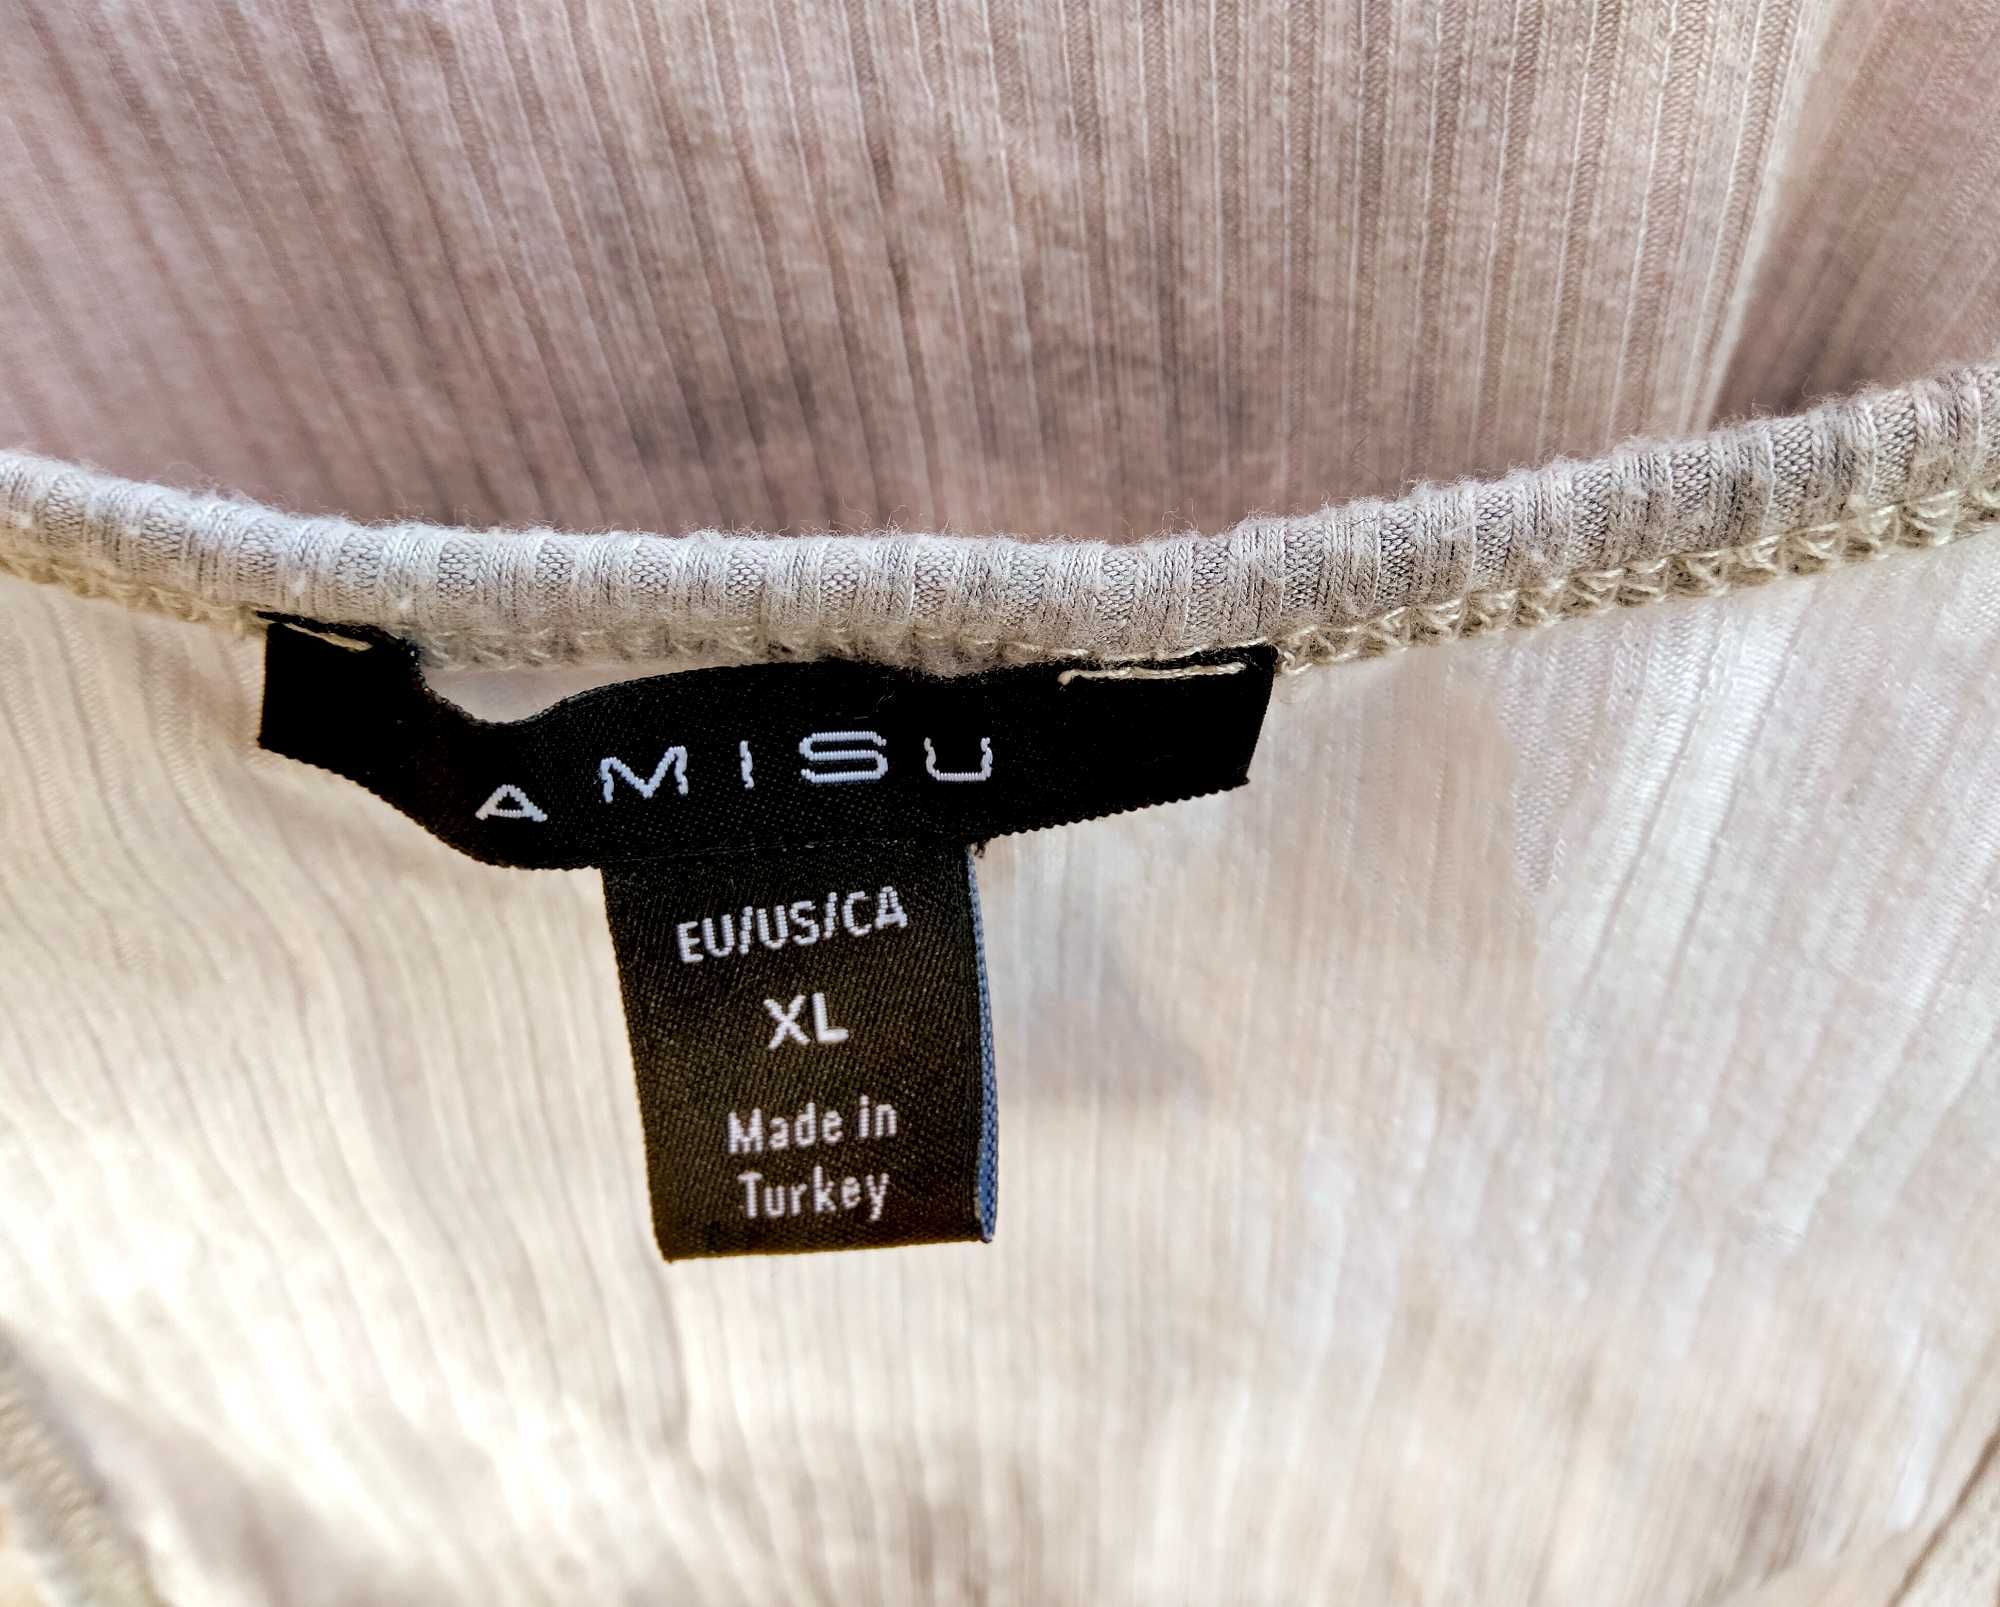 AMISU
EU/US/CA
XL
Made in
Turkey